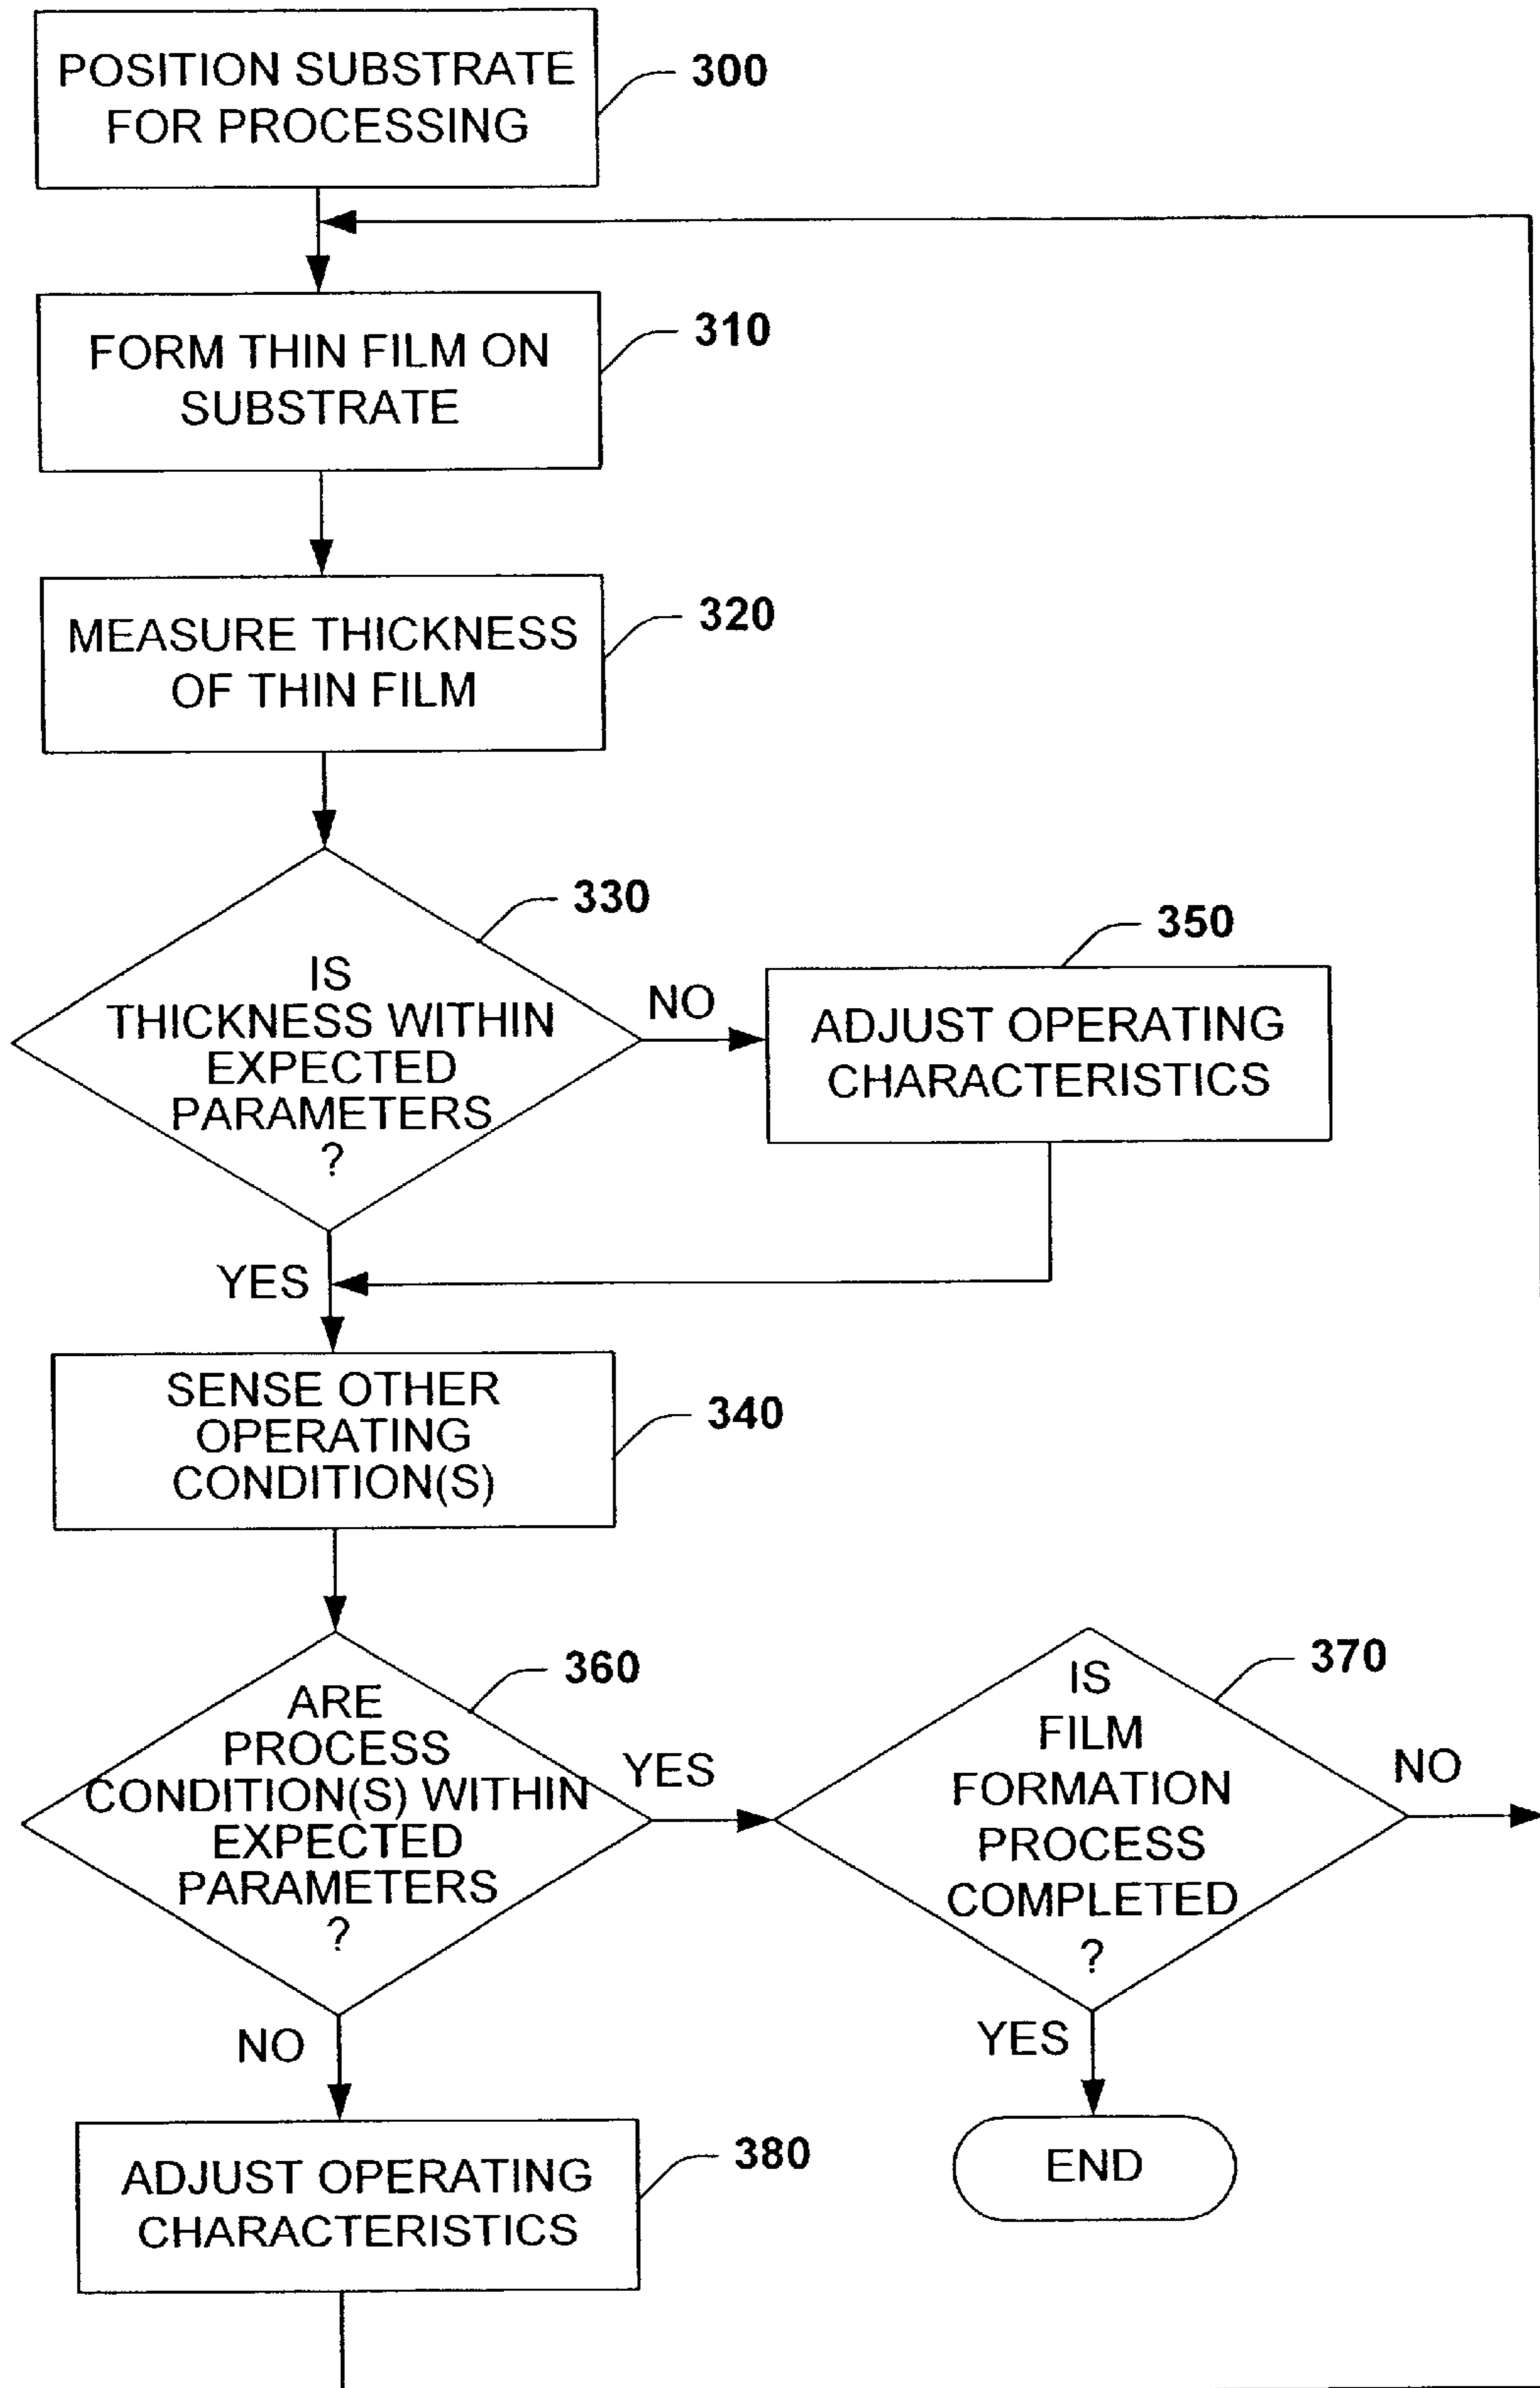 POSITION SUBSTRATE
FOR PROCESSING
300
FORM THIN FILM ON
SUBSTRATE
310
MEASURE THICKNESS
OF THIN FILM
320
IS
THICKNESS WITHIN
EXPECTED
PARAMETERS
?
330
NO
ADJUST OPERATING
CHARACTERISTICS
350
YES
SENSE OTHER
OPERATING
CONDITION(S)
340
ARE
PROCESS
CONDITION(S) WITHIN
EXPECTED
PARAMETERS
?
360
YES
IS
FILM
FORMATION
PROCESS
COMPLETED
?
370
NO
NO
YES
ADJUST OPERATING
CHARACTERISTICS
380
END